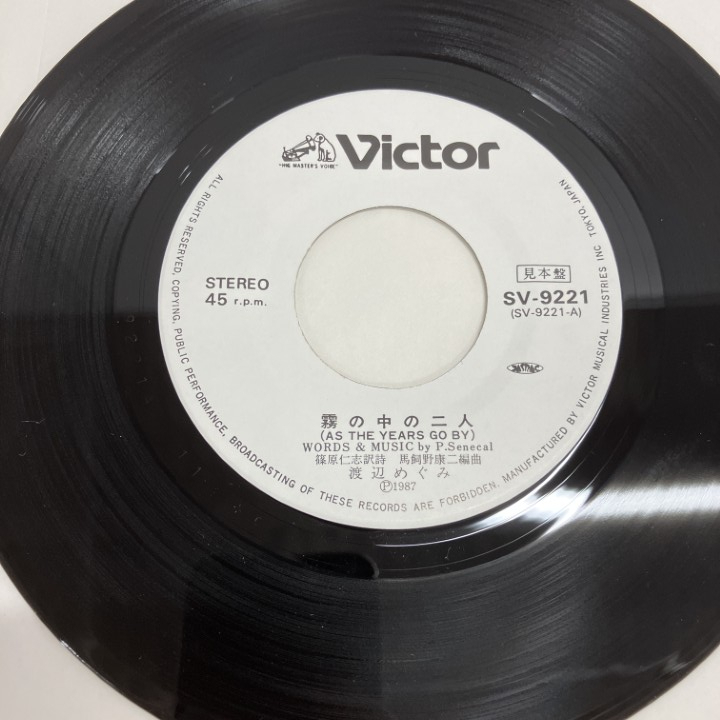 "HIS MASTER'S VOICE"
Victor
STEREO
45 r.p.m.
見本盤
SV-9221
(SV-9221-A)
霧の中の二人
(AS THE YEARS GO BY)
WORDS & MUSIC by P.Senecal
篠原仁志訳詩 馬飼野康二編曲
渡辺めぐみ
Ⓟ1987
ALL RIGHTS RESERVED. COPYING, PUBLIC PERFORMANCE, BROADCASTING OF THESE RECORDS ARE FORBIDDEN. MANUFACTURED BY VICTOR MUSICAL INDUSTRIES INC. TOKYO, JAPAN